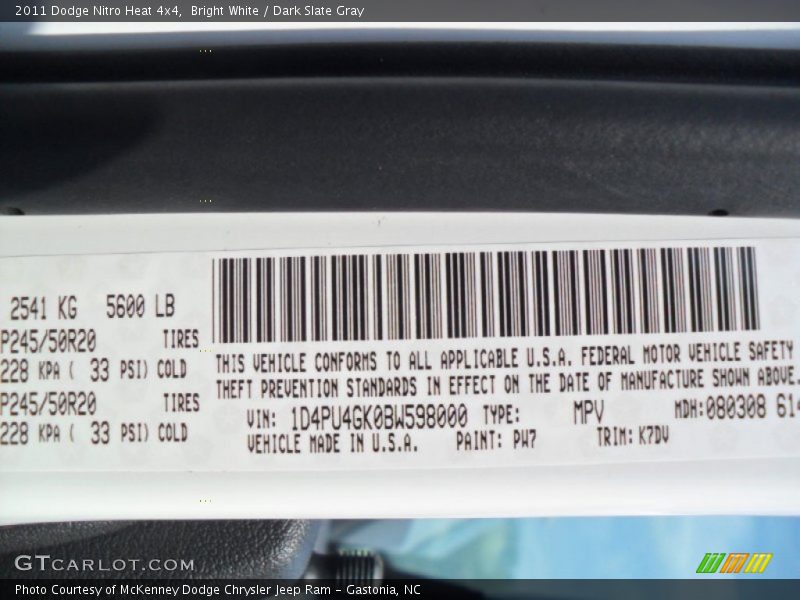 2011 Dodge Nitro Heat 4x4, Bright White / Dark Slate Gray
2541 KG 5600 LB
P245/50R20 TIRES
228 KPA ( 33 PSI) COLD
P245/50R20 TIRES
228 KPA ( 33 PSI) COLD
THIS VEHICLE CONFORMS TO ALL APPLICABLE U.S.A. FEDERAL MOTOR VEHICLE SAFETY
THEFT PREVENTION STANDARDS IN EFFECT ON THE DATE OF MANUFACTURE SHOWN ABOVE.
VIN: 1D4PU4GK0BW598000 TYPE: MPV MDH:080308 614
VEHICLE MADE IN U.S.A. PAINT: PW7 TRIM: K7DV
GTCARLOT.COM
Photo Courtesy of McKenney Dodge Chrysler Jeep Ram - Gastonia, NC